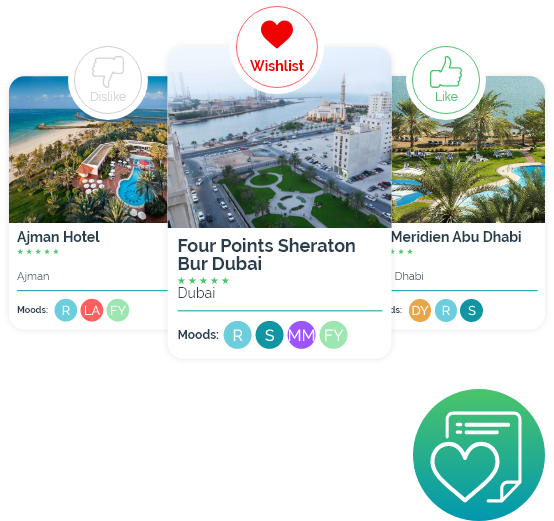 Dislike
Wishlist
Like
Ajman Hotel
Ajman
Moods: R LA FY
Four Points Sheraton
Bur Dubai
Dubai
Moods: R S MM FY
Meridien Abu Dhabi
Dhabi
DY R S